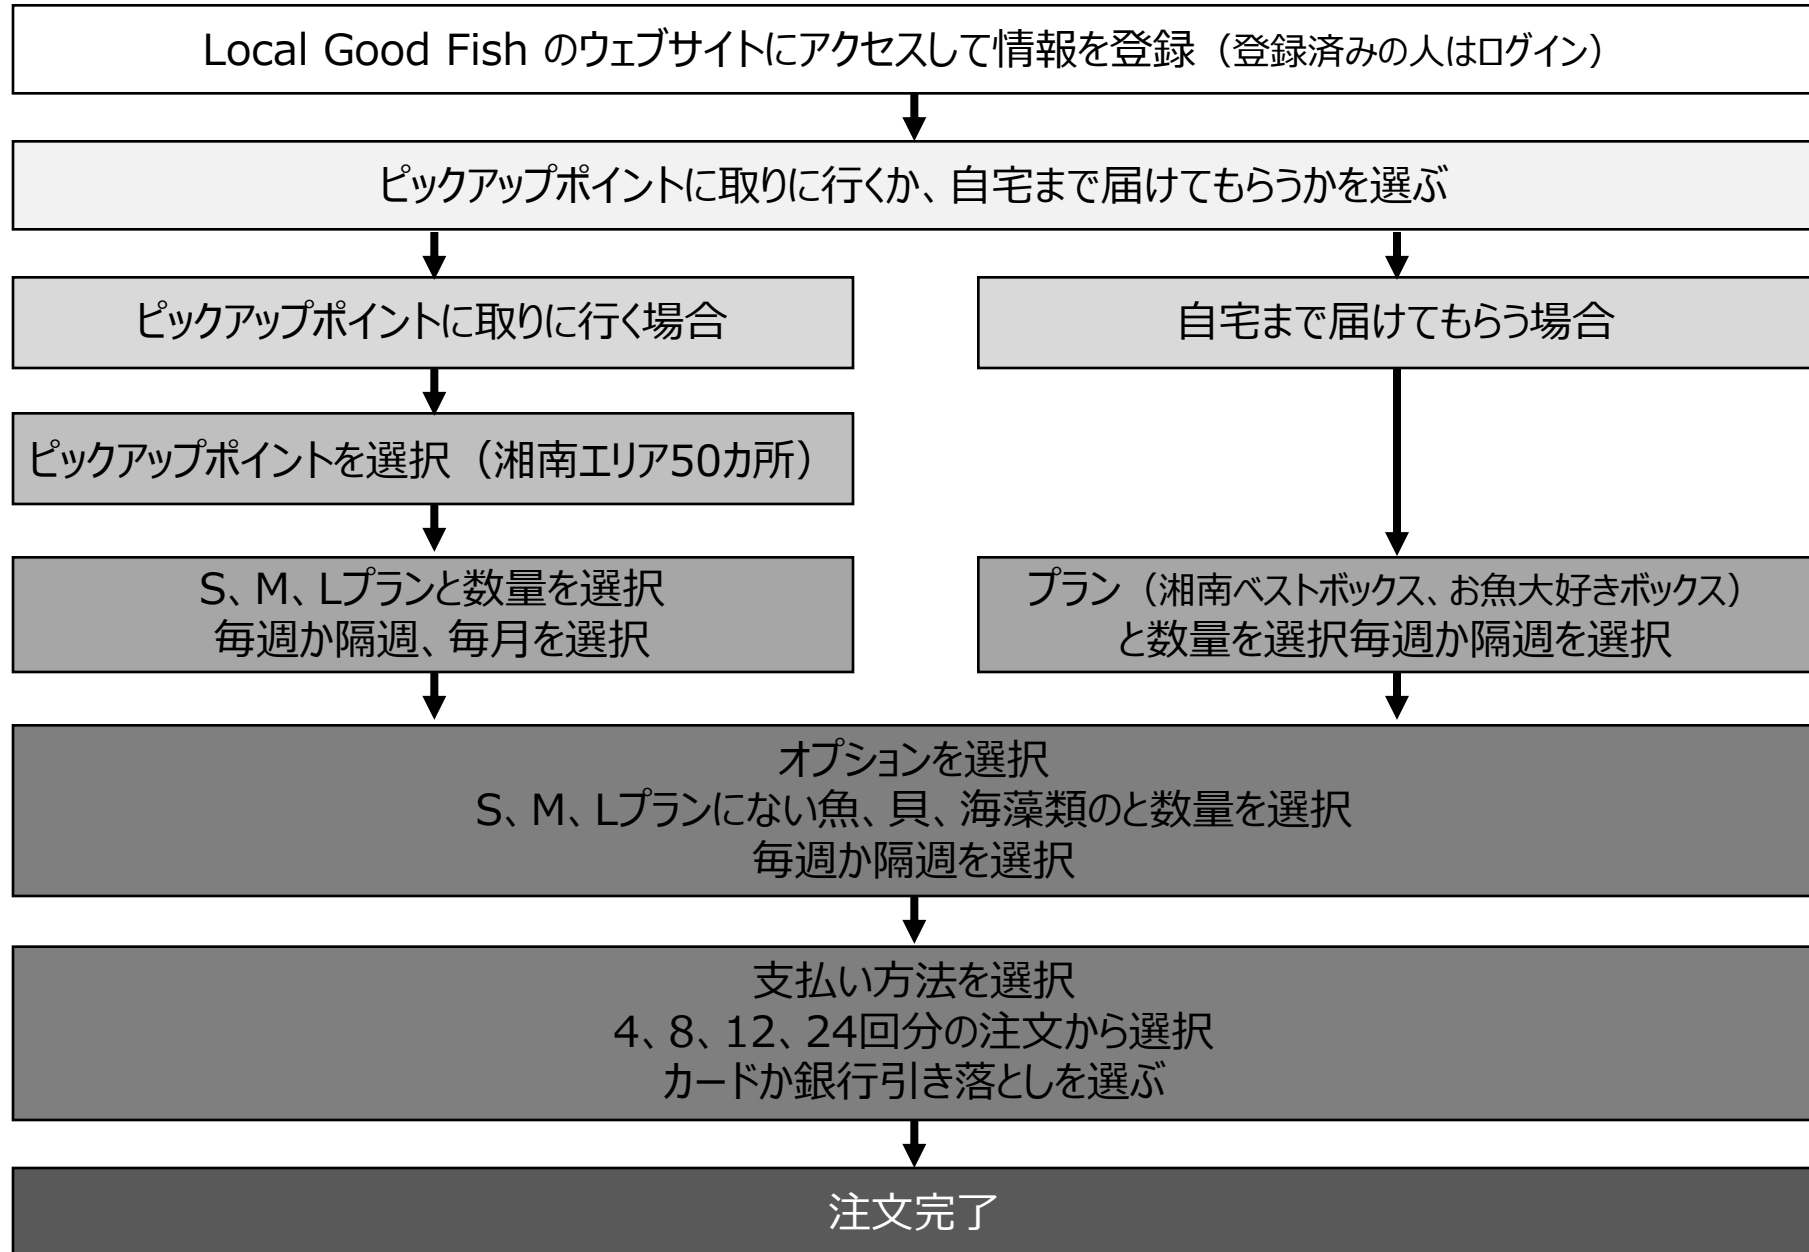 Local Good Fish のウェブサイトにアクセスして情報を登録（登録済みの人はログイン）
ピックアップポイントに取りに行くか、自宅まで届けてもらうかを選ぶ
ピックアップポイントに取りに行く場合
自宅まで届けてもらう場合
ピックアップポイントを選択（湘南エリア50カ所）
S、M、Lプランと数量を選択
毎週か隔週、毎月を選択
プラン（湘南ベストボックス、お魚大好きボックス）
と数量を選択毎週か隔週を選択
オプションを選択
S、M、Lプランにない魚、貝、海藻類のと数量を選択
毎週か隔週を選択
支払い方法を選択
4、8、12、24回分の注文から選択
カードか銀行引き落としを選ぶ
注文完了